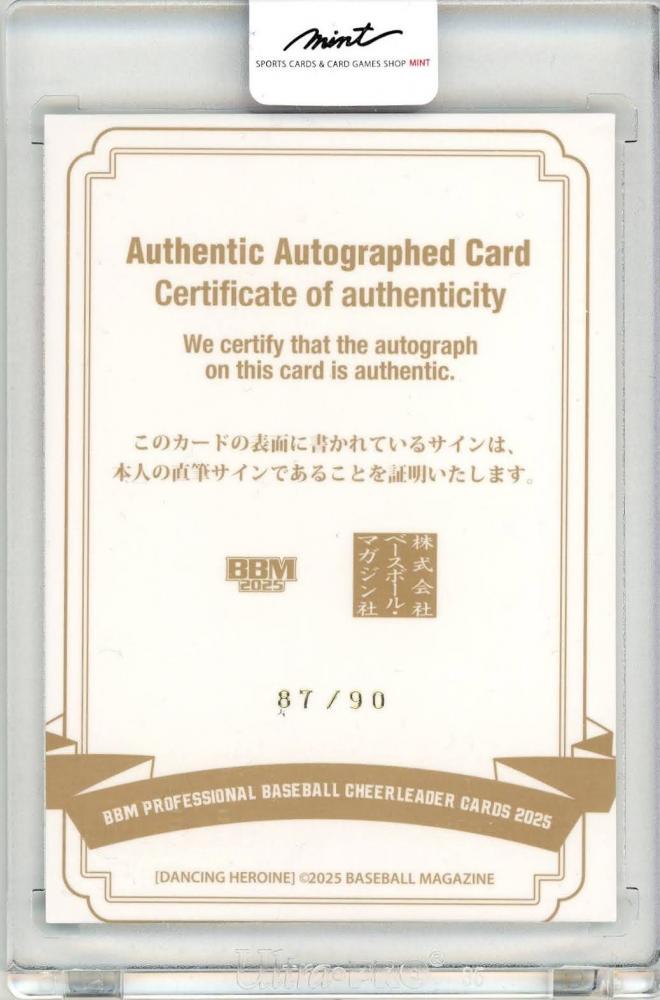 mint
SPORTS CARDS & CARD GAMES SHOP MINT
Authentic Autographed Card
Certificate of authenticity
We certify that the autograph
on this card is authentic.
このカードの表面に書かれているサインは、
本人の直筆サインであることを証明いたします。
BBM
2025
株式会社
ベースボール・
マガジン社
87/90
BBM PROFESSIONAL BASEBALL CHEERLEADER CARDS 2025
[DANCING HEROINE] ©2025 BASEBALL MAGAZINE
Ultra•PRO®